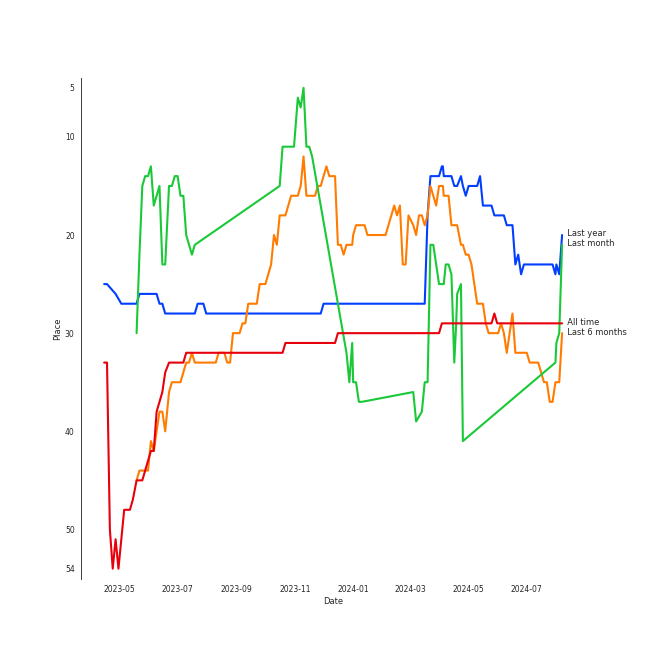 5
10
20
30
40
50
54
Place
Last year
Last month
All time
Last 6 months
2023-05
2023-07
2023-09
2023-11
2024-01
2024-03
2024-05
2024-07
Date